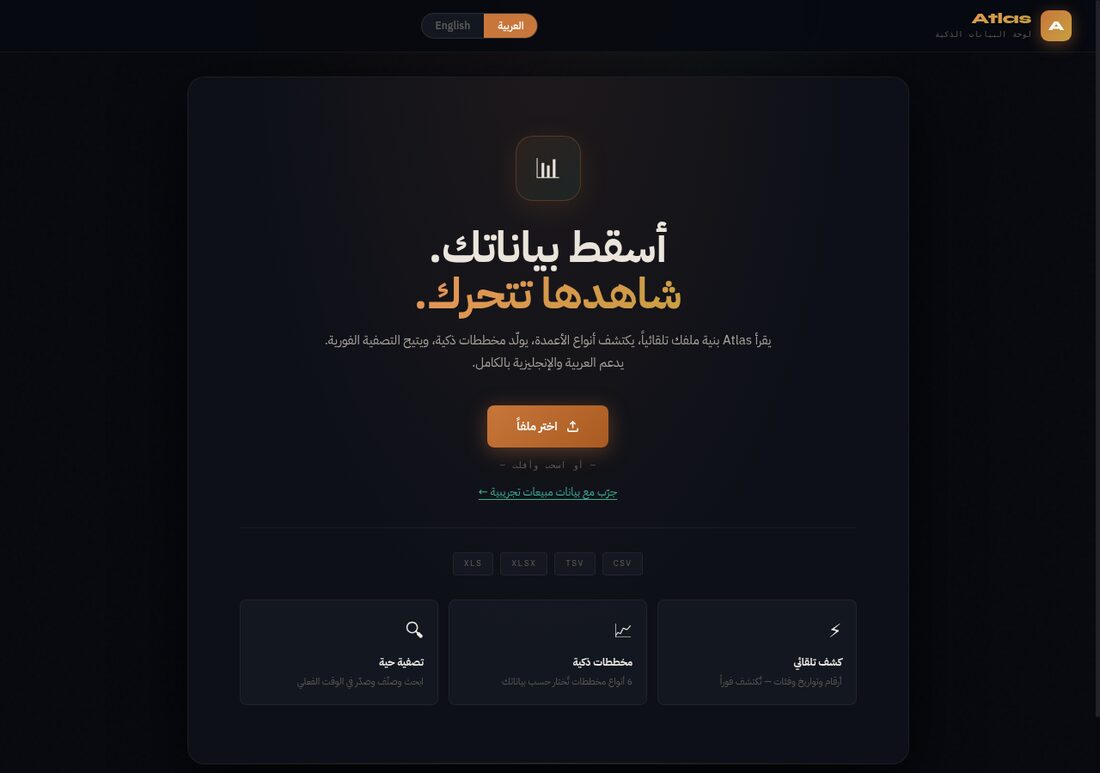 A
Atlas
لوحة البيانات الذكية
العربية
English
أسقط بياناتك.
شاهدها تتحرك.
يقرأ Atlas بنية ملفك تلقائياً، يكتشف أنواع الأعمدة، يولّد مخططات ذكية، ويتيح التصفية الفورية.
يدعم العربية والإنجليزية بالكامل.
اختر ملفاً
— أو اسحب وأفلت —
جرّب مع بيانات مبيعات تجريبية ←
CSV
TSV
XLSX
XLS
كشف تلقائي
أرقام وتواريخ وفئات — تُكتشف فوراً
مخططات ذكية
6 أنواع مخططات تُختار حسب بياناتك
تصفية حية
ابحث وصنّف وصدّر في الوقت الفعلي